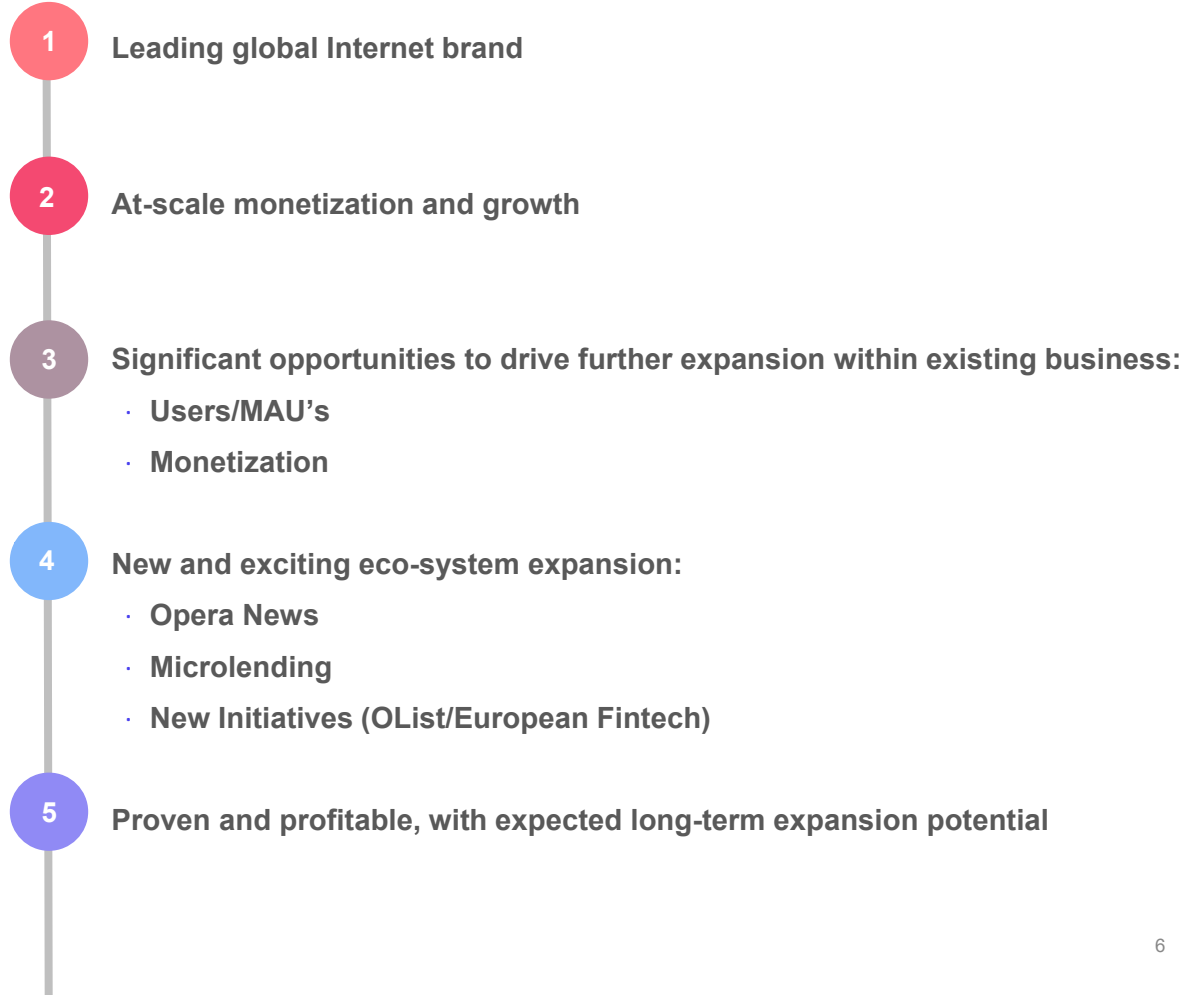 1 Leading global Internet brand
2 At-scale monetization and growth
3 Significant opportunities to drive further expansion within existing business:
· Users/MAU’s
· Monetization
4 New and exciting eco-system expansion:
· Opera News
· Microlending
· New Initiatives (OList/European Fintech)
5 Proven and profitable, with expected long-term expansion potential
6